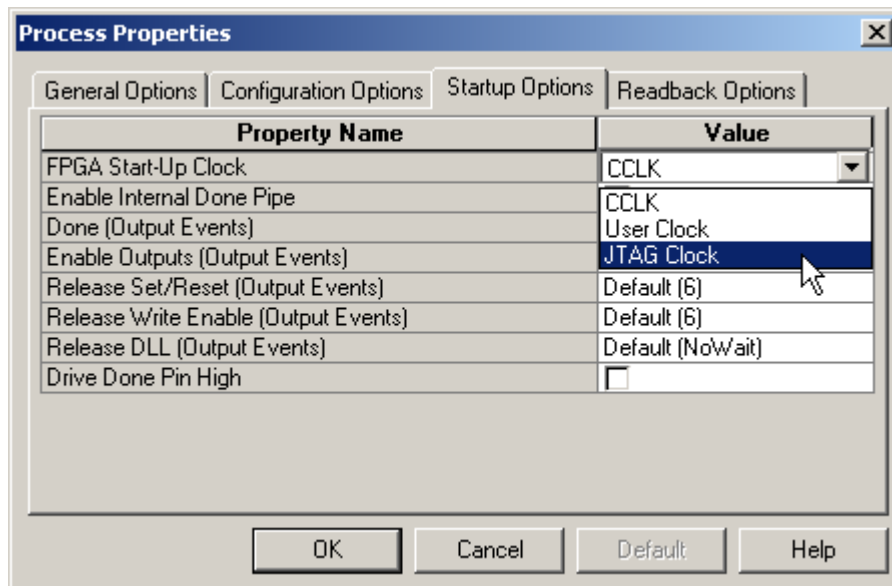 Process Properties
General Options Configuration Options Startup Options Readback Options
Property Name Value
FPGA Start-Up Clock CCLK
Enable Internal Done Pipe CCLK
Done (Output Events) User Clock
Enable Outputs (Output Events) JTAG Clock
Release Set/Reset (Output Events) Default (6)
Release Write Enable (Output Events) Default (6)
Release DLL (Output Events) Default (NoWait)
Drive Done Pin High
OK Cancel Default Help